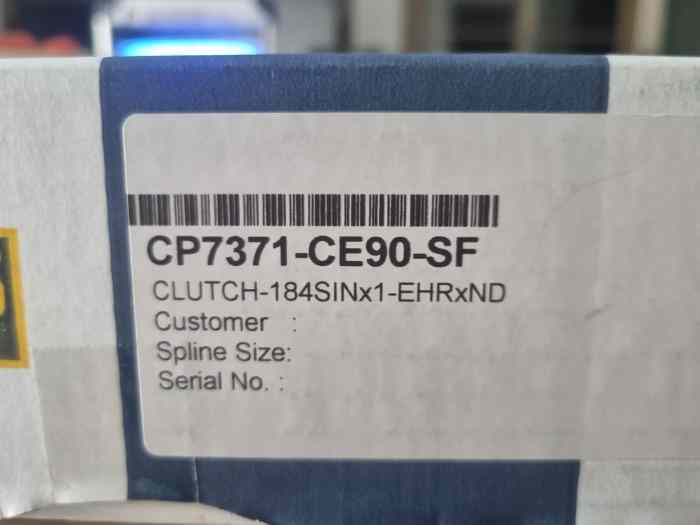 CP7371-CE90-SF
CLUTCH-184SINx1-EHRxND
Customer :
Spline Size:
Serial No. :